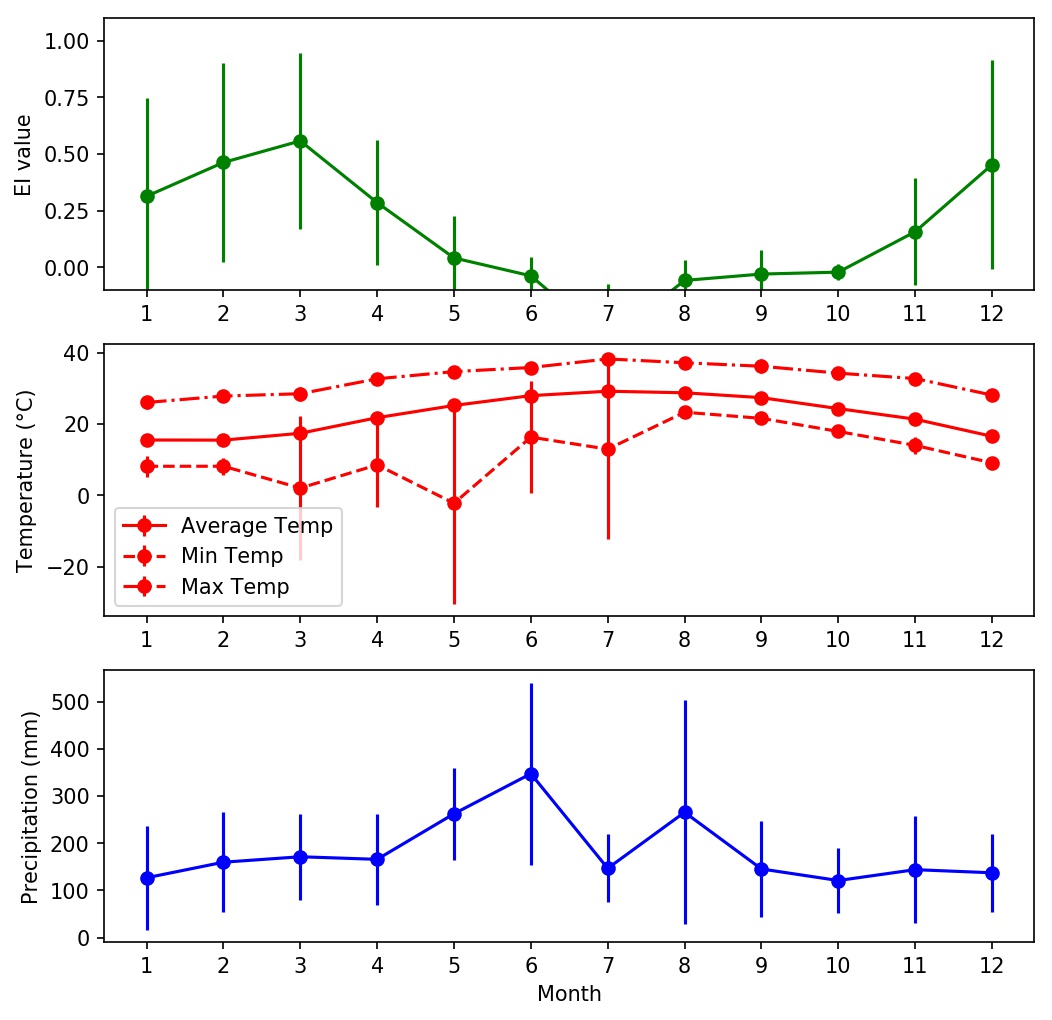 1.00
0.75
0.50
0.25
0.00
EI value
1 2 3 4 5 6 7 8 9 10 11 12
40
20
0
−20
Temperature (°C)
Average Temp
Min Temp
Max Temp
1 2 3 4 5 6 7 8 9 10 11 12
500
400
300
200
100
0
Precipitation (mm)
1 2 3 4 5 6 7 8 9 10 11 12
Month